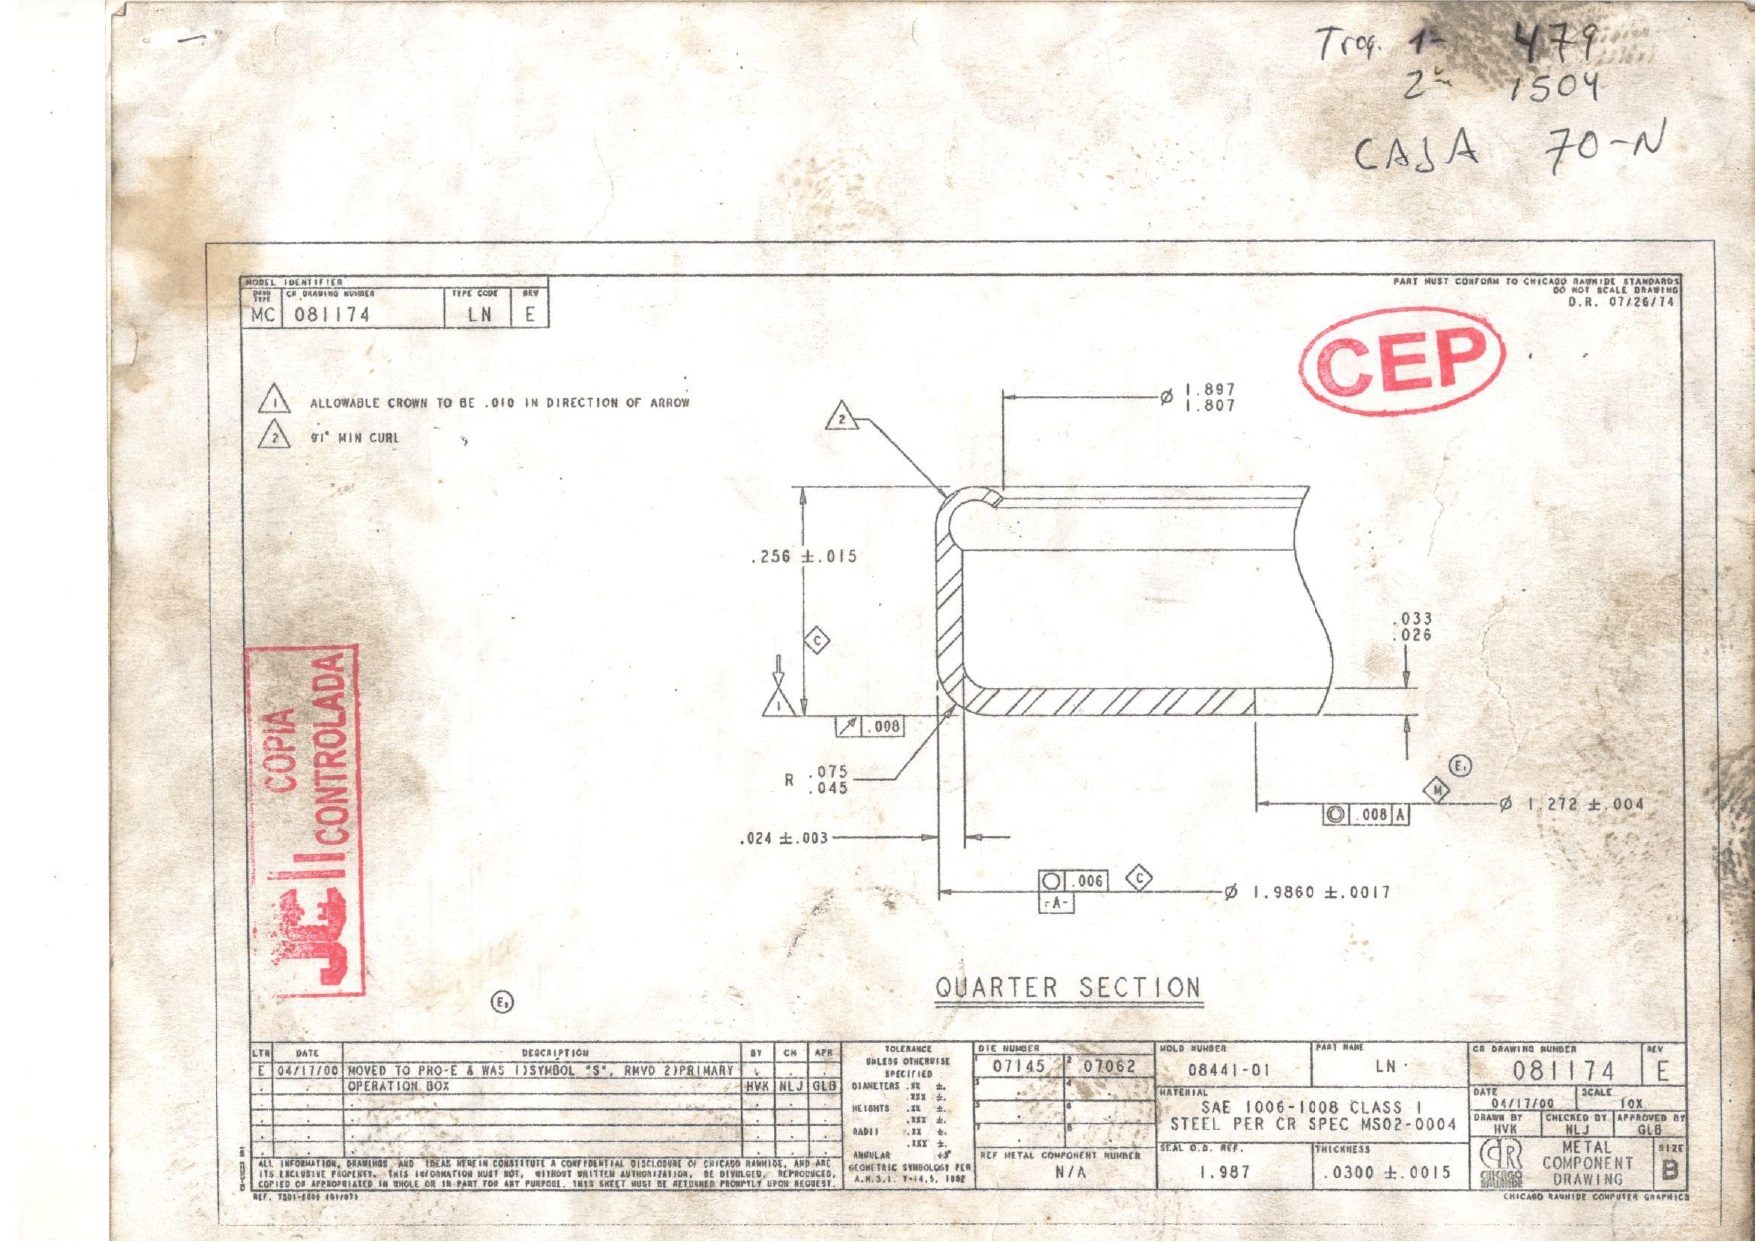 Troq. 1ª 479
2ª 1504
CAJA 70-N
MODEL IDENTIFIER
DRWG TYPE CR DRAWING NUMBER TYPE CODE REV
MC 081174 LN E
PART MUST CONFORM TO CHICAGO RAWHIDE STANDARDS
DO NOT SCALE DRAWING
D.R. 07/26/74
CEP
1 ALLOWABLE CROWN TO BE .010 IN DIRECTION OF ARROW
2 91° MIN CURL
2
Ø 1.897
1.807
.256 ±.015
C
.033
.026
1
.008
R .075
.045
E1
M
.008 A
Ø 1.272 ±.004
.024 ±.003
.006
C
-A-
Ø 1.9860 ±.0017
COPIA
CONTROLADA
QUARTER SECTION
LTR DATE DESCRIPTION BY CH APR
E 04/17/00 MOVED TO PRO-E & WAS 1)SYMBOL "S", RMVD 2)PRIMARY
OPERATION BOX HVK NLJ GLB
TOLERANCE
UNLESS OTHERWISE
SPECIFIED
DIAMETERS .XX ±.
.XXX ±.
HEIGHTS .XX ±.
.XXX ±.
RADII .XX ±.
.XXX ±.
ANGULAR ±3°
GEOMETRIC SYMBOLOGY PER
A.N.S.I. Y-14.5, 1982
DIE NUMBER
1 07145 2 07062
3 4
5 6
7 8
REF METAL COMPONENT NUMBER
N/A
MOLD NUMBER
08441-01
PART NAME
LN
MATERIAL
SAE 1006-1008 CLASS 1
STEEL PER CR SPEC MS02-0004
SEAL O.D. REF.
1.987
THICKNESS
.0300 ±.0015
CR DRAWING NUMBER REV
081174 E
DATE SCALE
04/17/00 10X
DRAWN BY CHECKED BY APPROVED BY
HVK NLJ GLB
CR
CHICAGO
RAWHIDE
METAL
COMPONENT
DRAWING
SIZE
B
ALL INFORMATION, DRAWINGS, AND IDEAS HEREIN CONSTITUTE A CONFIDENTIAL DISCLOSURE OF CHICAGO RAWHIDE, AND ARE
ITS EXCLUSIVE PROPERTY. THIS INFORMATION MUST NOT, WITHOUT WRITTEN AUTHORIZATION, BE DIVULGED, REPRODUCED,
COPIED OR APPROPRIATED IN WHOLE OR IN PART FOR ANY PURPOSE. THIS SHEET MUST BE RETURNED PROMPTLY UPON REQUEST.
CHICAGO RAWHIDE COMPUTER GRAPHICS